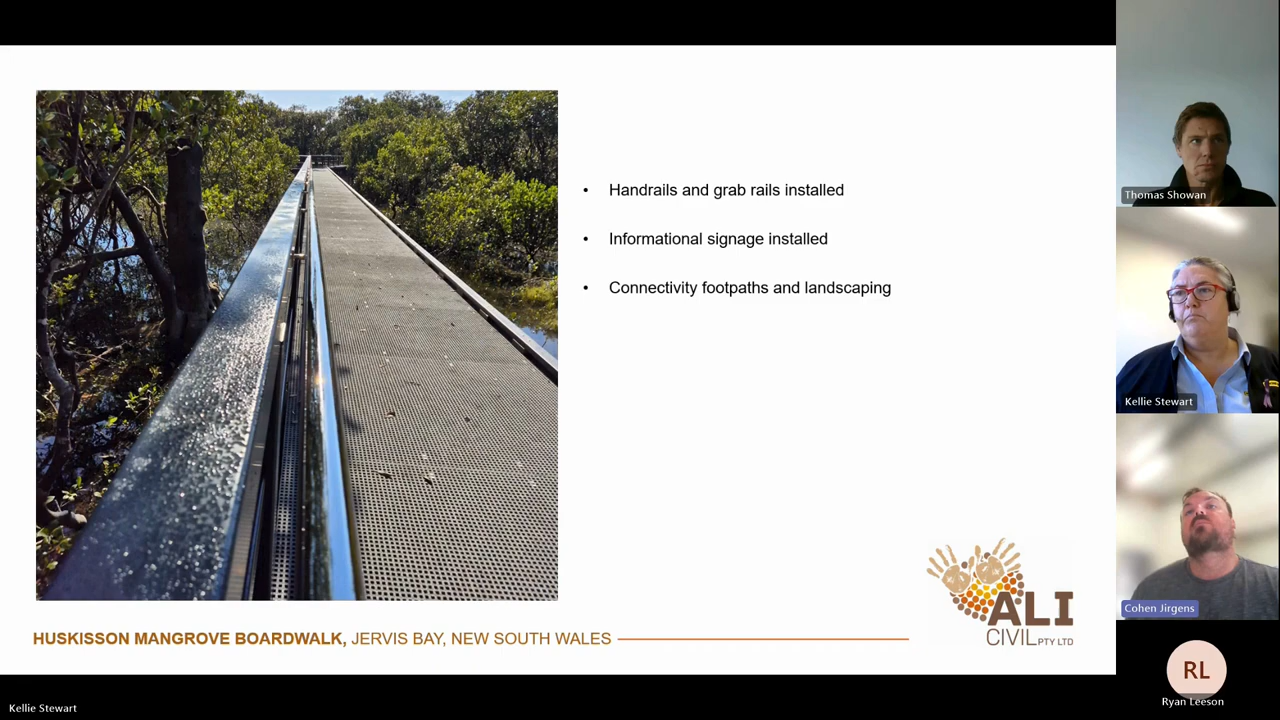 Handrails and grab rails installed
Informational signage installed
Connectivity footpaths and landscaping
HUSKISSON MANGROVE BOARDWALK, JERVIS BAY, NEW SOUTH WALES
ALI
CIVIL PTY LTD
Thomas Showan
Kellie Stewart
Cohen Jirgens
RL
Ryan Leeson
Kellie Stewart